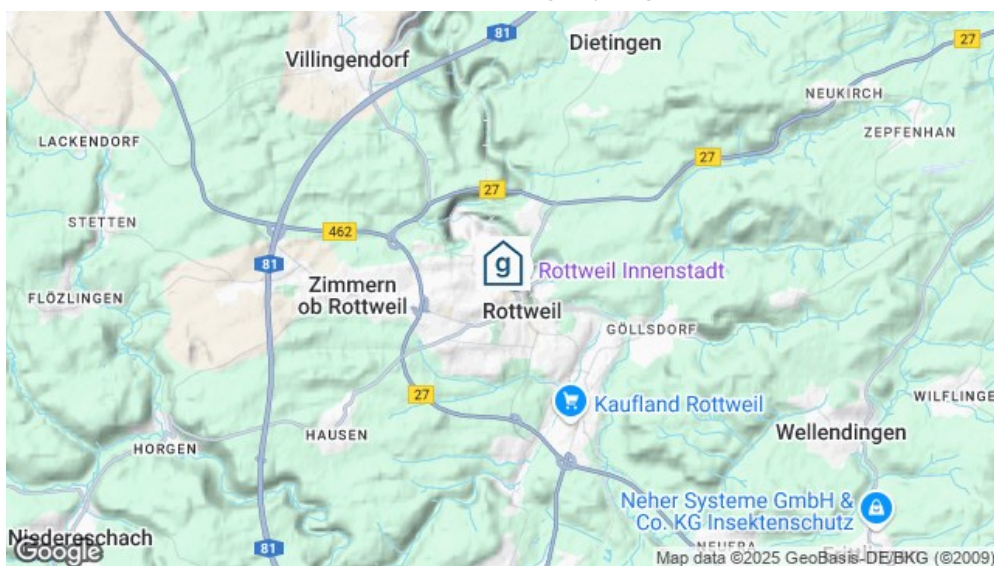 81
27
Dietingen
Villingendorf
NEUKIRCH
ZEPFENHAN
LACKENDORF
27
27
STETTEN
462
81
g
Rottweil Innenstadt
Zimmern
ob Rottweil
FLÖZLINGEN
Rottweil
GÖLLSDORF
27
Kaufland Rottweil
WILFLINGE
HAUSEN
Wellendingen
HORGEN
Neher Systeme GmbH &
Co. KG Insektenschutz
Niedereschach
Google
81
Map data ©2025 GeoBasis-DE/BKG (©2009)